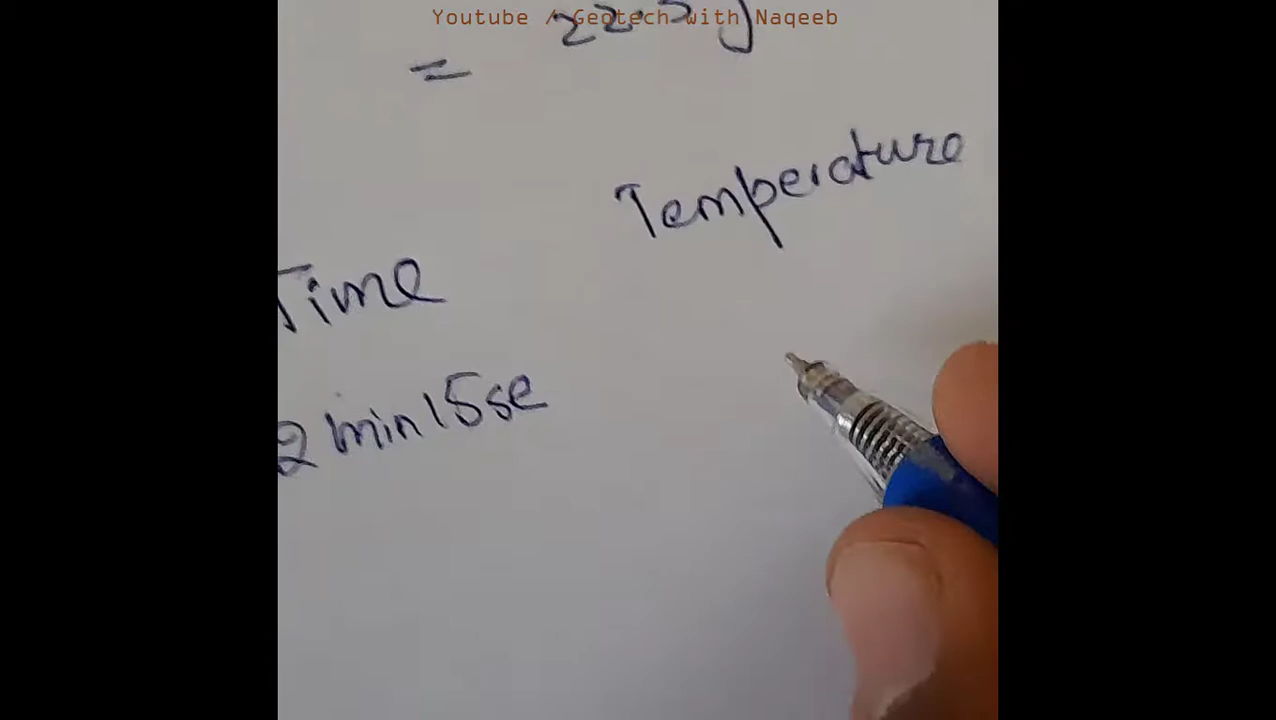 Youtube / Geotech with Naqeeb
=
Temperature
Time
2 min 15 se